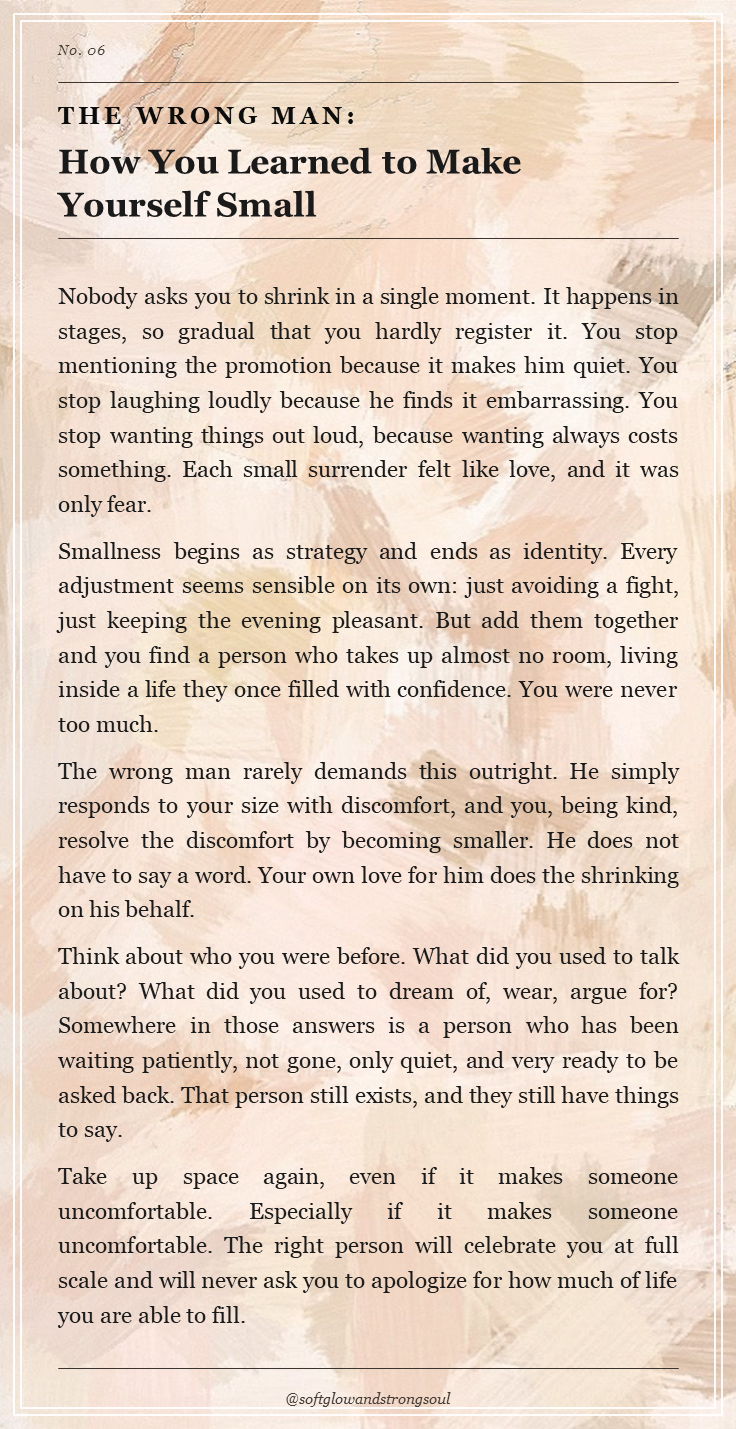 No. 06
THE WRONG MAN:
How You Learned to Make
Yourself Small
Nobody asks you to shrink in a single moment. It happens in
stages, so gradual that you hardly register it. You stop
mentioning the promotion because it makes him quiet. You
stop laughing loudly because he finds it embarrassing. You
stop wanting things out loud, because wanting always costs
something. Each small surrender felt like love, and it was
only fear.
Smallness begins as strategy and ends as identity. Every
adjustment seems sensible on its own: just avoiding a fight,
just keeping the evening pleasant. But add them together
and you find a person who takes up almost no room, living
inside a life they once filled with confidence. You were never
too much.
The wrong man rarely demands this outright. He simply
responds to your size with discomfort, and you, being kind,
resolve the discomfort by becoming smaller. He does not
have to say a word. Your own love for him does the shrinking
on his behalf.
Think about who you were before. What did you used to talk
about? What did you used to dream of, wear, argue for?
Somewhere in those answers is a person who has been
waiting patiently, not gone, only quiet, and very ready to be
asked back. That person still exists, and they still have things
to say.
Take up space again, even if it makes someone
uncomfortable. Especially if it makes someone
uncomfortable. The right person will celebrate you at full
scale and will never ask you to apologize for how much of life
you are able to fill.
@softglowandstrongsoul